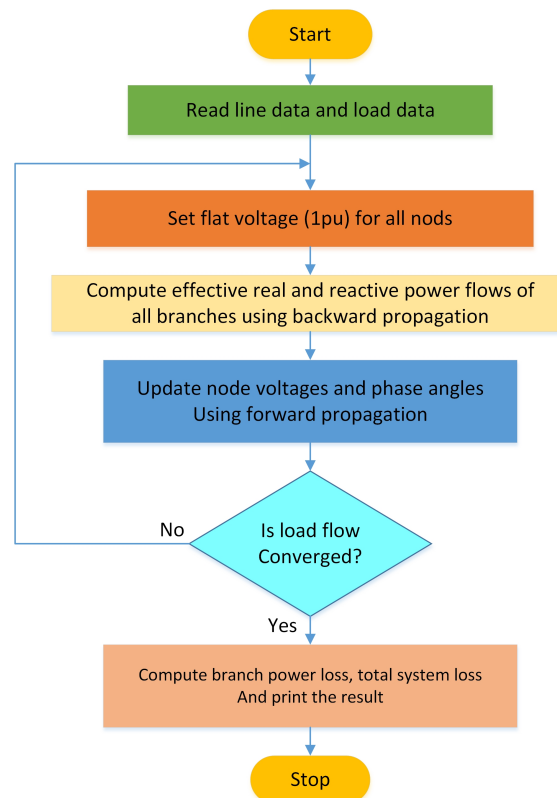 Start
Read line data and load data
Set flat voltage (1pu) for all nods
Compute effective real and reactive power flows of
all branches using backward propagation
Update node voltages and phase angles
Using forward propagation
No
Is load flow
Converged?
Yes
Compute branch power loss, total system loss
And print the result
Stop